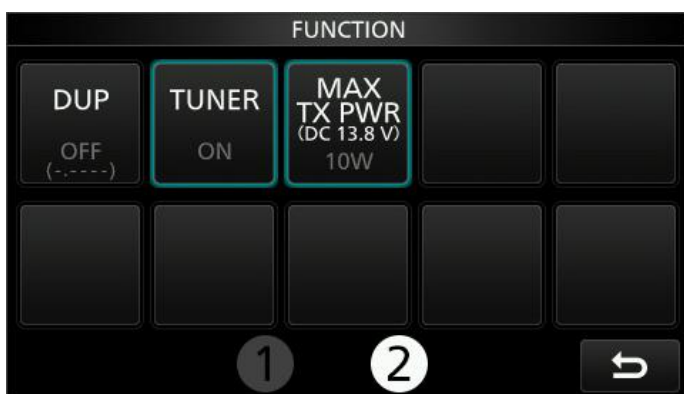 FUNCTION
DUP
OFF
(-.----)
TUNER
ON
MAX
TX PWR
(DC 13.8 V)
10W
1
2